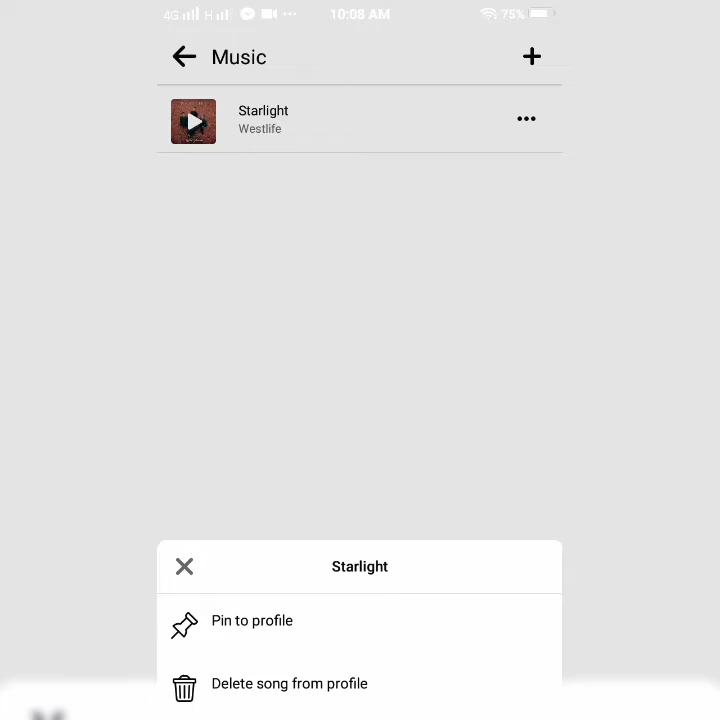 4G H 10:08 AM 75%
Music
Starlight
Westlife
Starlight
Pin to profile
Delete song from profile